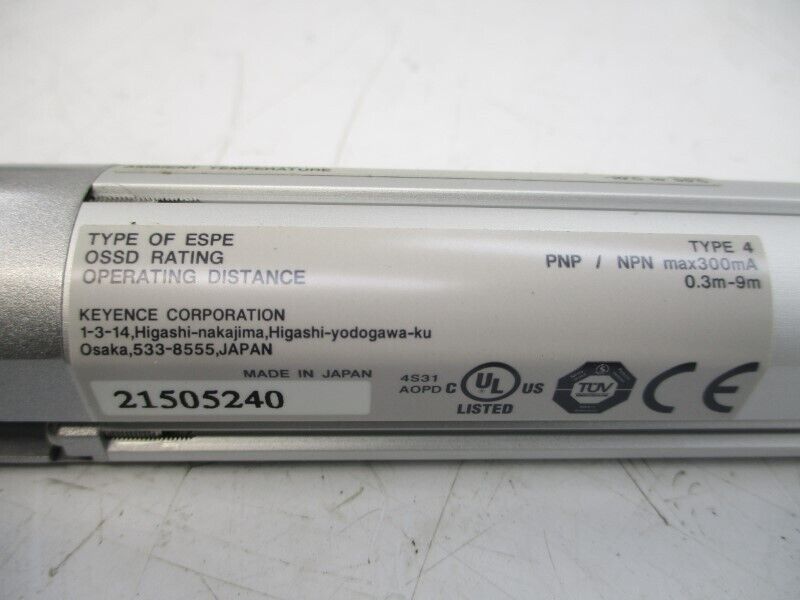 AMBIENT TEMPERATURE
TYPE OF ESPE TYPE 4
OSSD RATING PNP / NPN max300mA
OPERATING DISTANCE 0.3m-9m
KEYENCE CORPORATION
1-3-14,Higashi-nakajima,Higashi-yodogawa-ku
Osaka,533-8555,JAPAN
MADE IN JAPAN
21505240
4S31
AOPD C UL US
LISTED
TÜV
CE